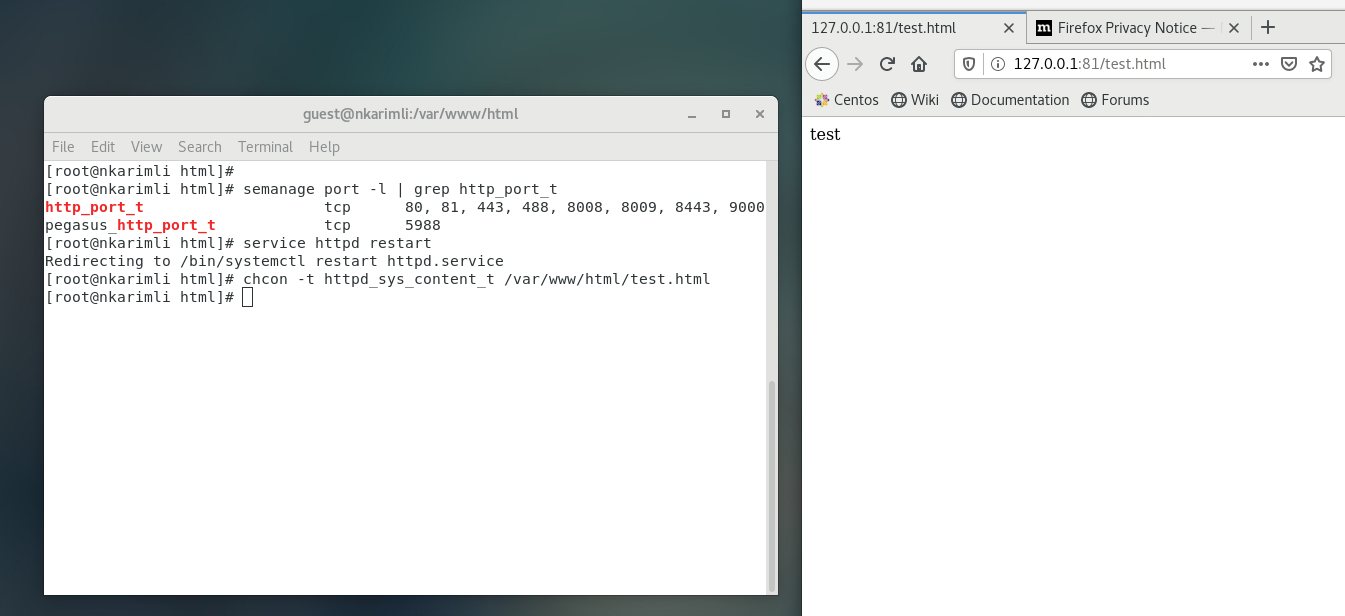 guest@nkarimli:/var/www/html
File Edit View Search Terminal Help
[root@nkarimli html]#
[root@nkarimli html]# semanage port -l | grep http_port_t
http_port_t                    tcp      80, 81, 443, 488, 8008, 8009, 8443, 9000
pegasus_http_port_t            tcp      5988
[root@nkarimli html]# service httpd restart
Redirecting to /bin/systemctl restart httpd.service
[root@nkarimli html]# chcon -t httpd_sys_content_t /var/www/html/test.html
[root@nkarimli html]#
127.0.0.1:81/test.html
m Firefox Privacy Notice —
127.0.0.1:81/test.html
Centos Wiki Documentation Forums
test